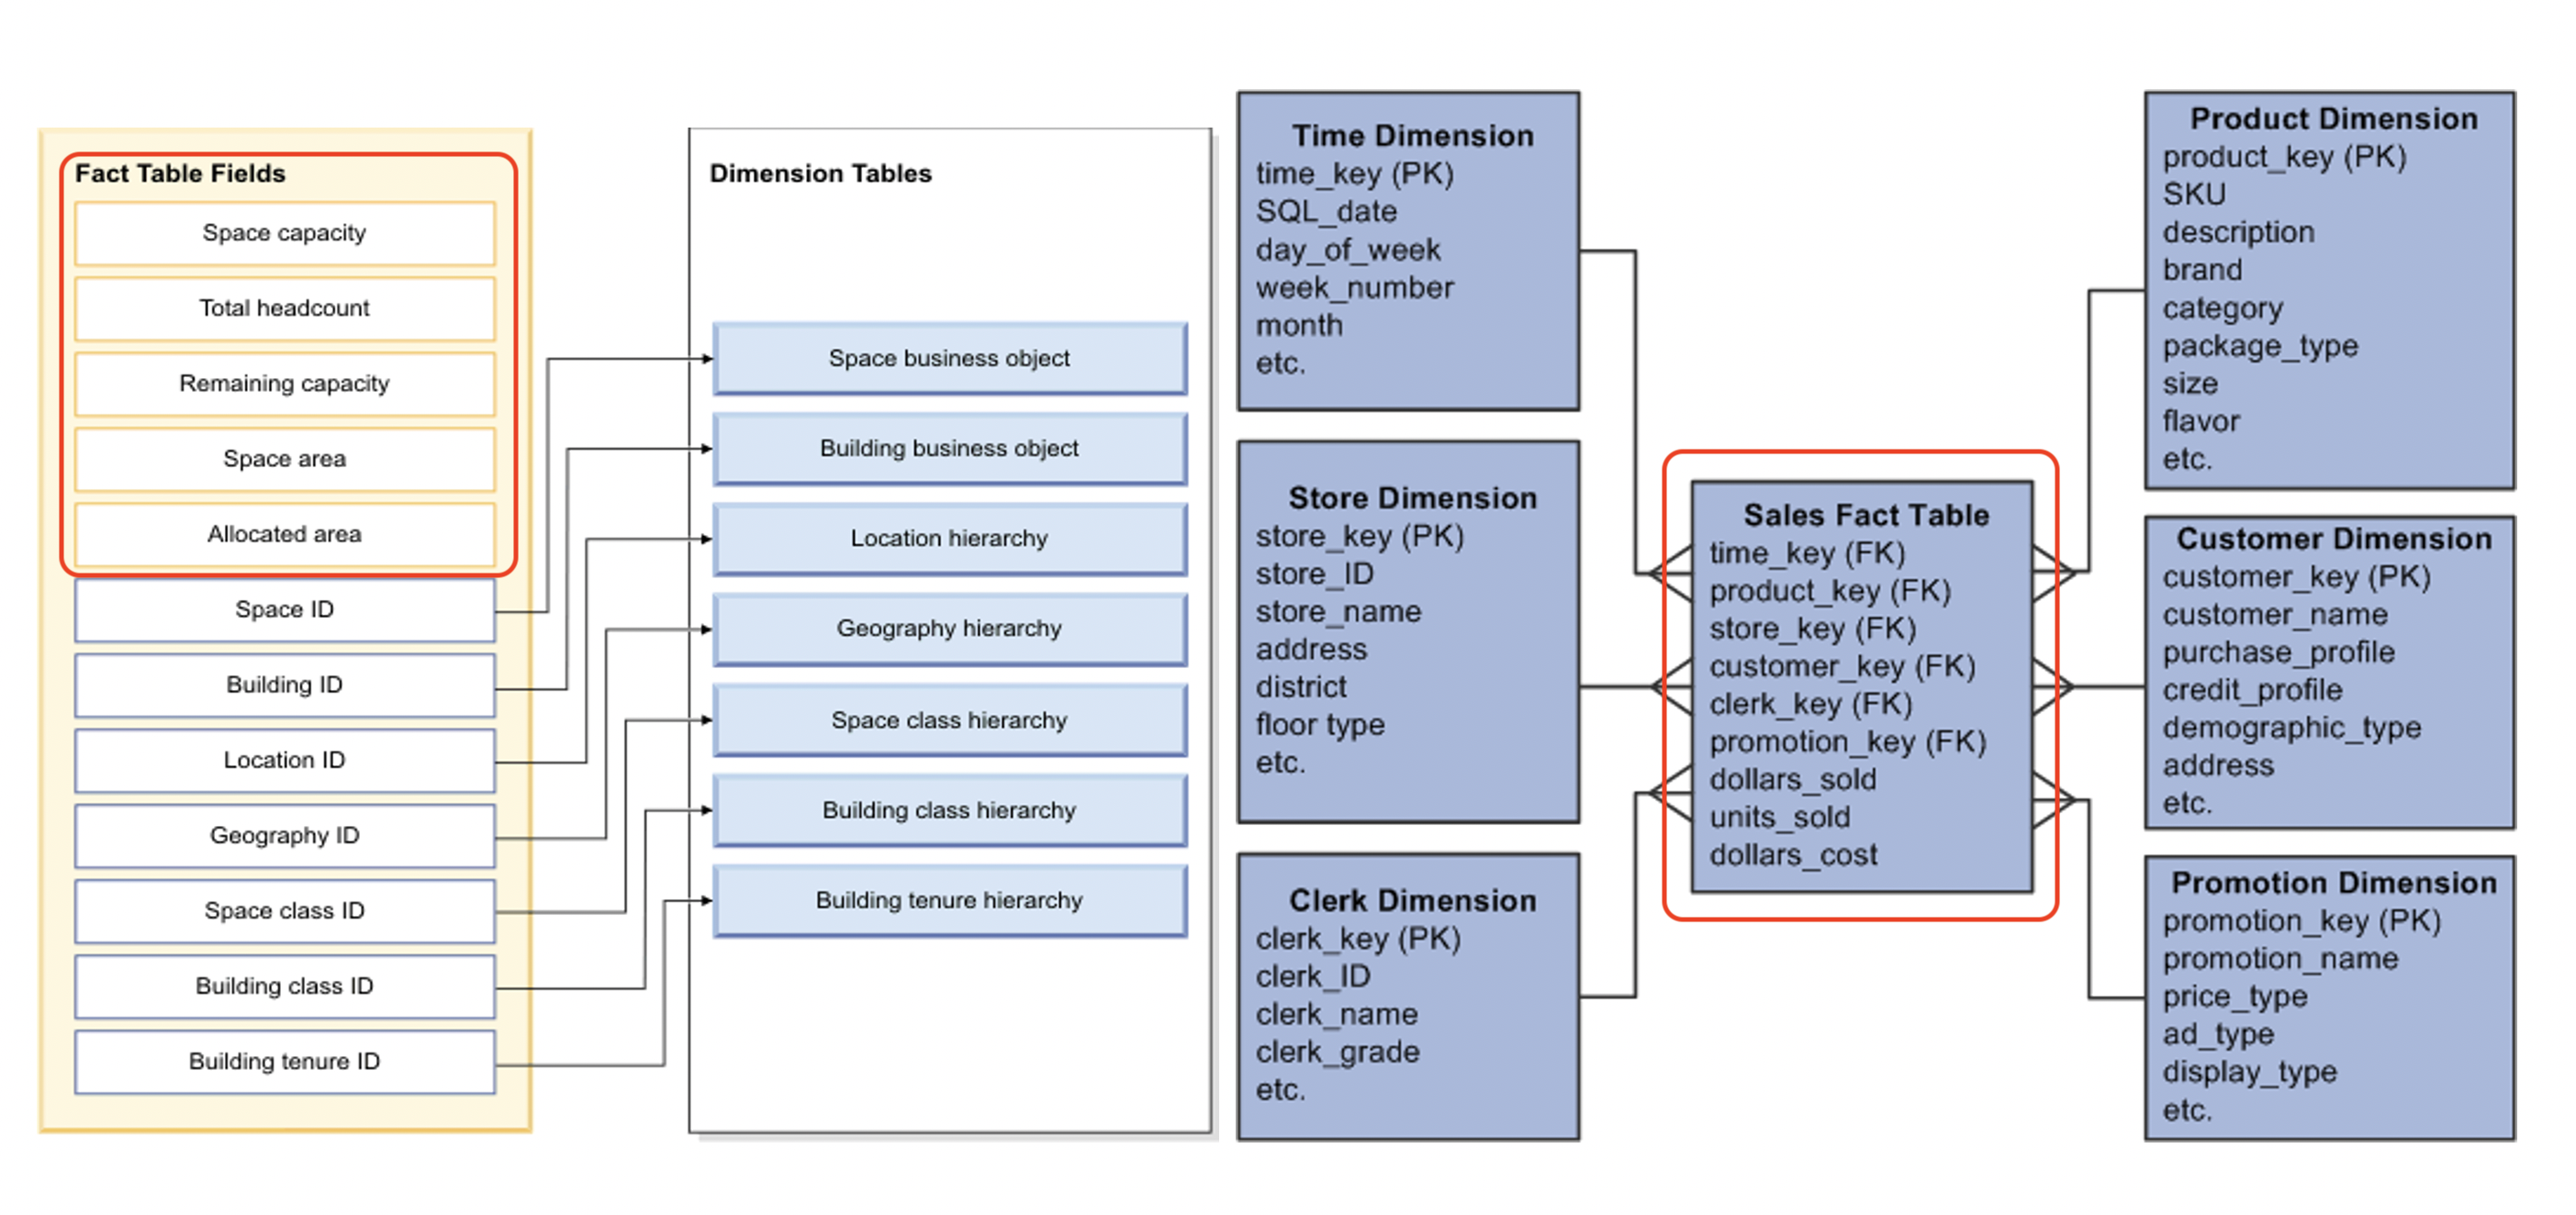 Fact Table Fields
Space capacity
Total headcount
Remaining capacity
Space area
Allocated area
Space ID
Building ID
Location ID
Geography ID
Space class ID
Building class ID
Building tenure ID
Dimension Tables
Space business object
Building business object
Location hierarchy
Geography hierarchy
Space class hierarchy
Building class hierarchy
Building tenure hierarchy
Time Dimension
time_key (PK)
SQL_date
day_of_week
week_number
month
etc.
Store Dimension
store_key (PK)
store_ID
store_name
address
district
floor type
etc.
Clerk Dimension
clerk_key (PK)
clerk_ID
clerk_name
clerk_grade
etc.
Sales Fact Table
time_key (FK)
product_key (FK)
store_key (FK)
customer_key (FK)
clerk_key (FK)
promotion_key (FK)
dollars_sold
units_sold
dollars_cost
Product Dimension
product_key (PK)
SKU
description
brand
category
package_type
size
flavor
etc.
Customer Dimension
customer_key (PK)
customer_name
purchase_profile
credit_profile
demographic_type
address
etc.
Promotion Dimension
promotion_key (PK)
promotion_name
price_type
ad_type
display_type
etc.